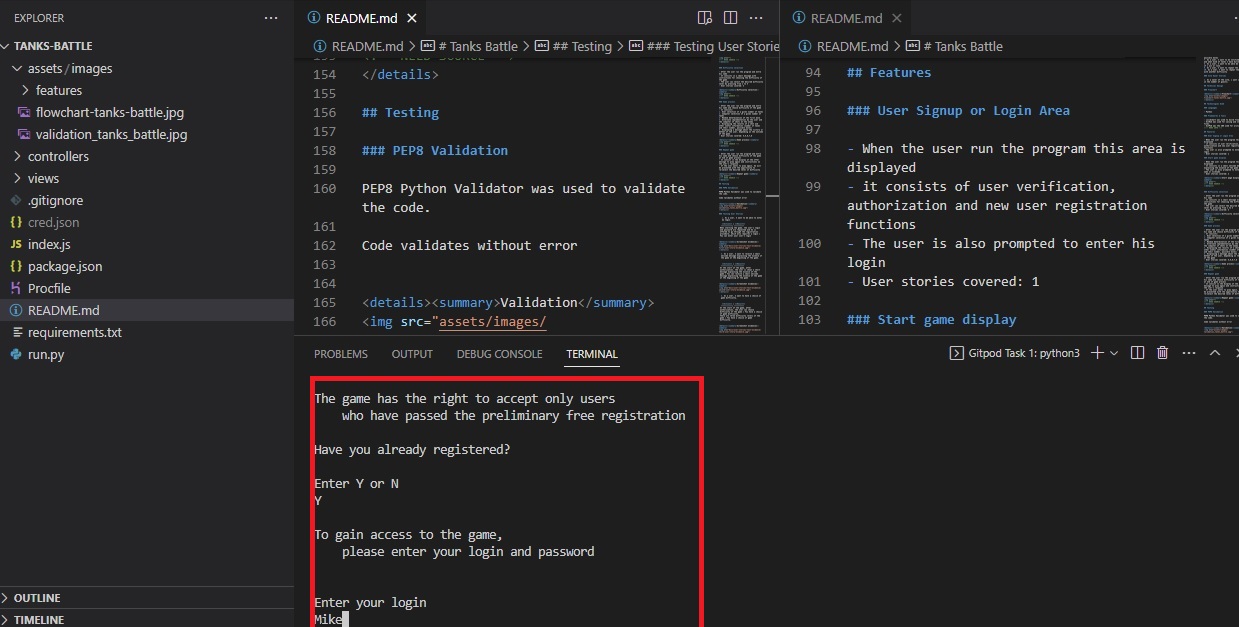 EXPLORER
TANKS-BATTLE
assets / images
features
flowchart-tanks-battle.jpg
validation_tanks_battle.jpg
controllers
views
.gitignore
cred.json
index.js
package.json
Procfile
README.md
requirements.txt
run.py
OUTLINE
TIMELINE
README.md
README.md > # Tanks Battle > ## Testing > ### Testing User Storie
154 </details>
155
156 ## Testing
157
158 ### PEP8 Validation
159
160 PEP8 Python Validator was used to validate
the code.
161
162 Code validates without error
163
164
165 <details><summary>Validation</summary>
166 <img src="assets/images/
README.md
README.md > # Tanks Battle
94 ## Features
95
96 ### User Signup or Login Area
97
98 - When the user run the program this area is
displayed
99 - it consists of user verification,
authorization and new user registration
functions
100 - The user is also prompted to enter his
login
101 - User stories covered: 1
102
103 ### Start game display
PROBLEMS OUTPUT DEBUG CONSOLE TERMINAL
Gitpod Task 1: python3
The game has the right to accept only users
who have passed the preliminary free registration
Have you already registered?
Enter Y or N
Y
To gain access to the game,
please enter your login and password
Enter your login
Mike